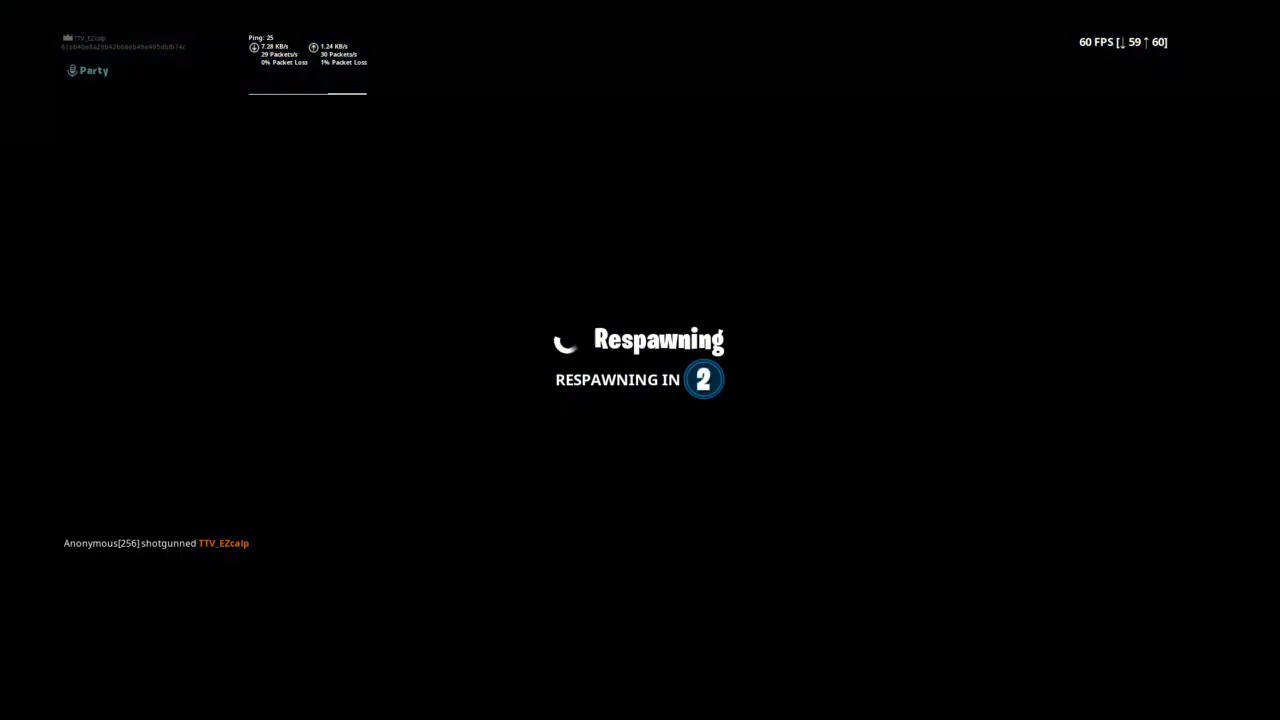 TTV_EZcalp
Party
Ping: 25
7.28 KB/s
29 Packets/s
0% Packet Loss
1.24 KB/s
30 Packets/s
1% Packet Loss
60 FPS [↓ 59 ↑ 60]
Respawning
RESPAWNING IN 2
Anonymous[256] shotgunned TTV_EZcalp